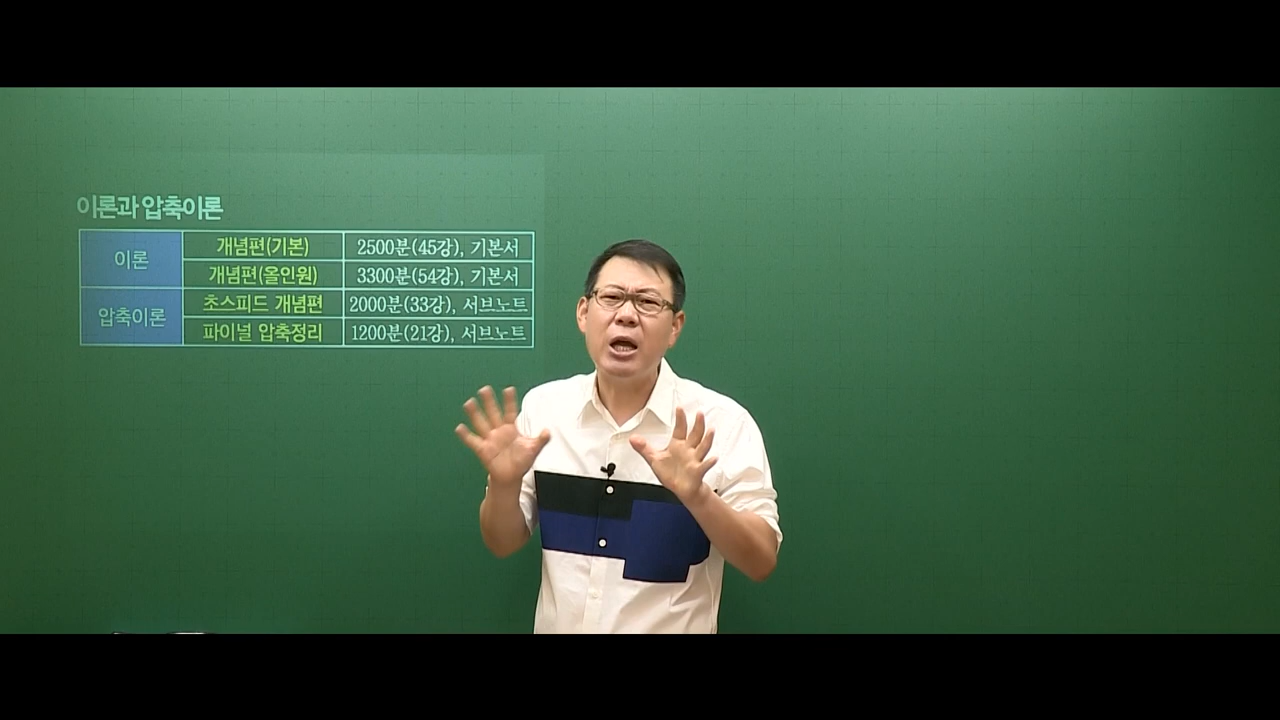 이론과 압축이론
이론
개념편(기본) 2500분(45강), 기본서
개념편(올인원) 3300분(54강), 기본서
압축이론
초스피드 개념편 2000분(33강), 서브노트
파이널 압축정리 1200분(21강), 서브노트